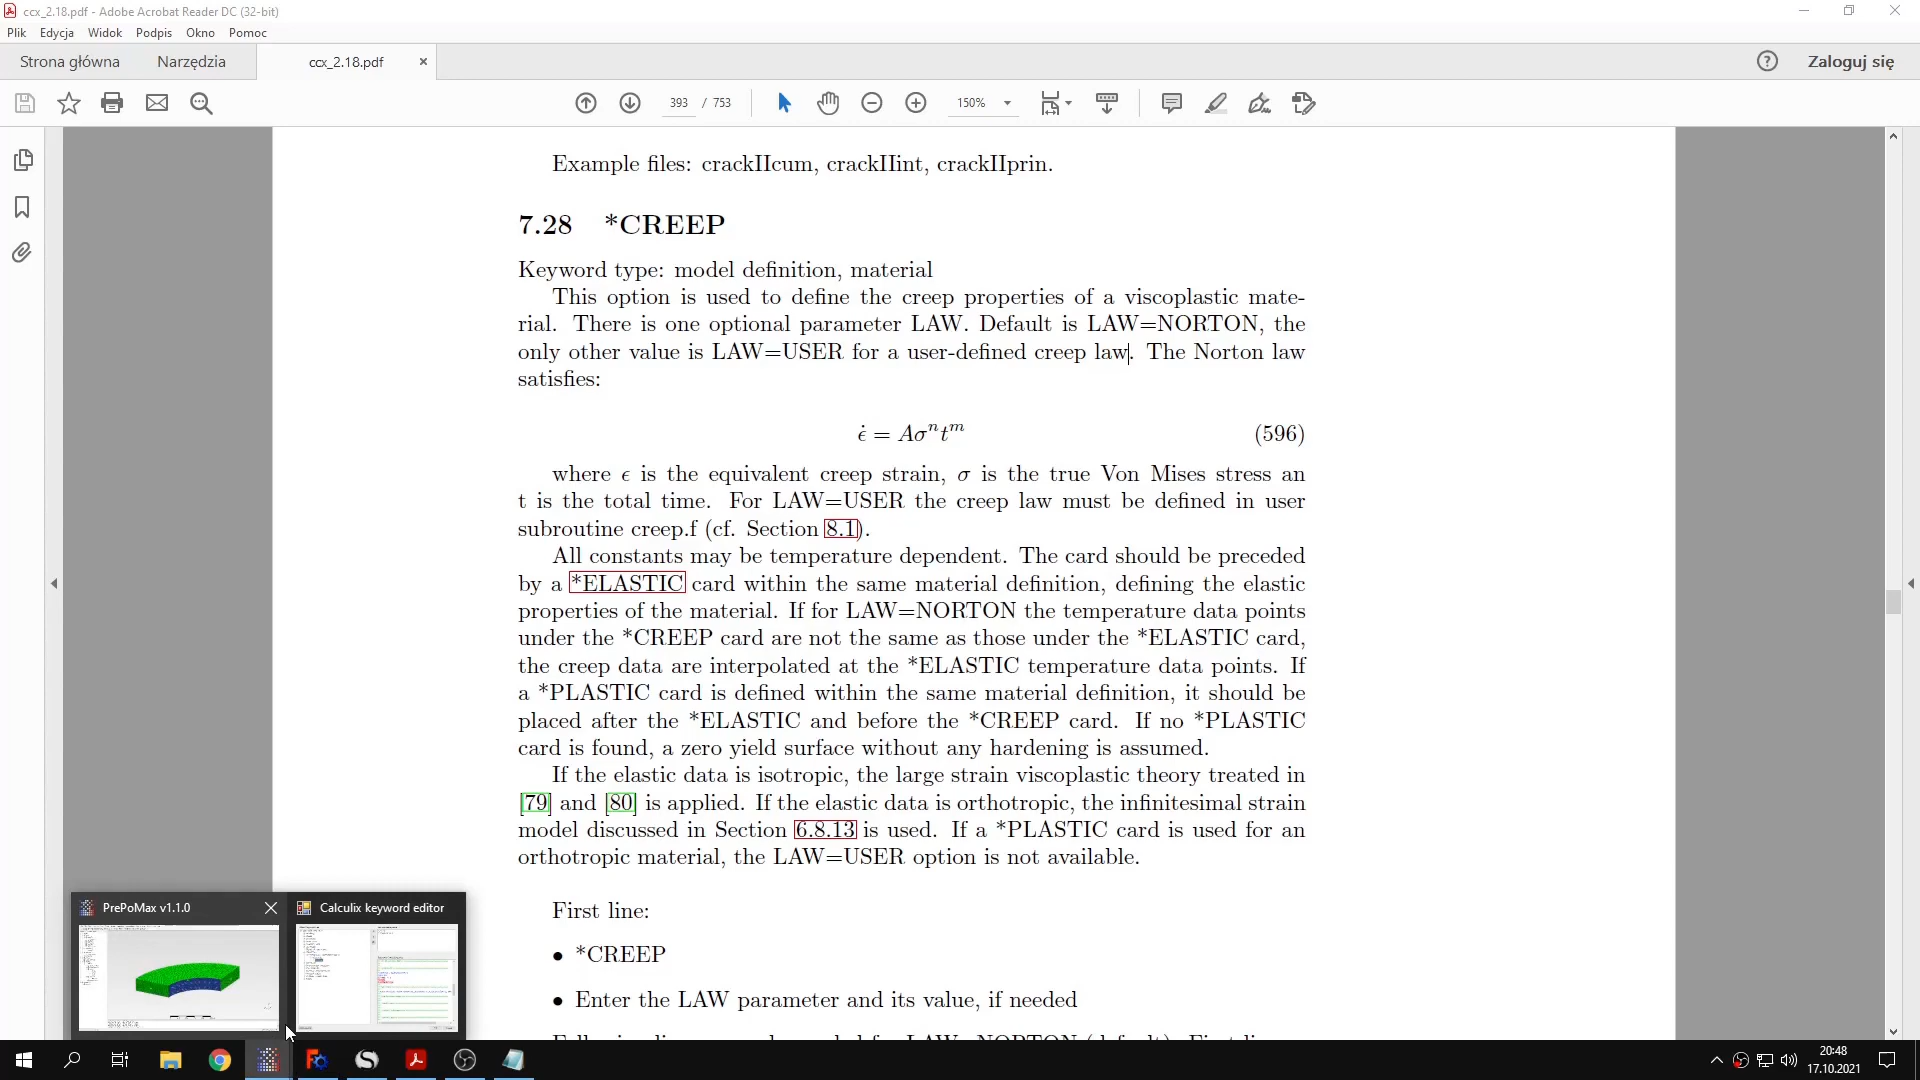 ccx_2.18.pdf - Adobe Acrobat Reader DC (32-bit)
Plik Edycja Widok Podpis Okno Pomoc
Strona główna Narzędzia ccx_2.18.pdf Zaloguj się
393 / 753 150%
Example files: crackIIcum, crackIIint, crackIIprin.
7.28 *CREEP
Keyword type: model definition, material
This option is used to define the creep properties of a viscoplastic mate-
rial. There is one optional parameter LAW. Default is LAW=NORTON, the
only other value is LAW=USER for a user-defined creep law. The Norton law
satisfies:
ϵ̇ = Aσⁿtᵐ (596)
where ϵ is the equivalent creep strain, σ is the true Von Mises stress an
t is the total time. For LAW=USER the creep law must be defined in user
subroutine creep.f (cf. Section 8.1).
All constants may be temperature dependent. The card should be preceded
by a *ELASTIC card within the same material definition, defining the elastic
properties of the material. If for LAW=NORTON the temperature data points
under the *CREEP card are not the same as those under the *ELASTIC card,
the creep data are interpolated at the *ELASTIC temperature data points. If
a *PLASTIC card is defined within the same material definition, it should be
placed after the *ELASTIC and before the *CREEP card. If no *PLASTIC
card is found, a zero yield surface without any hardening is assumed.
If the elastic data is isotropic, the large strain viscoplastic theory treated in
[79] and [80] is applied. If the elastic data is orthotropic, the infinitesimal strain
model discussed in Section 6.8.13 is used. If a *PLASTIC card is used for an
orthotropic material, the LAW=USER option is not available.
First line:
• *CREEP
• Enter the LAW parameter and its value, if needed
PrePoMax v1.1.0
Calculix keyword editor
20:48
17.10.2021